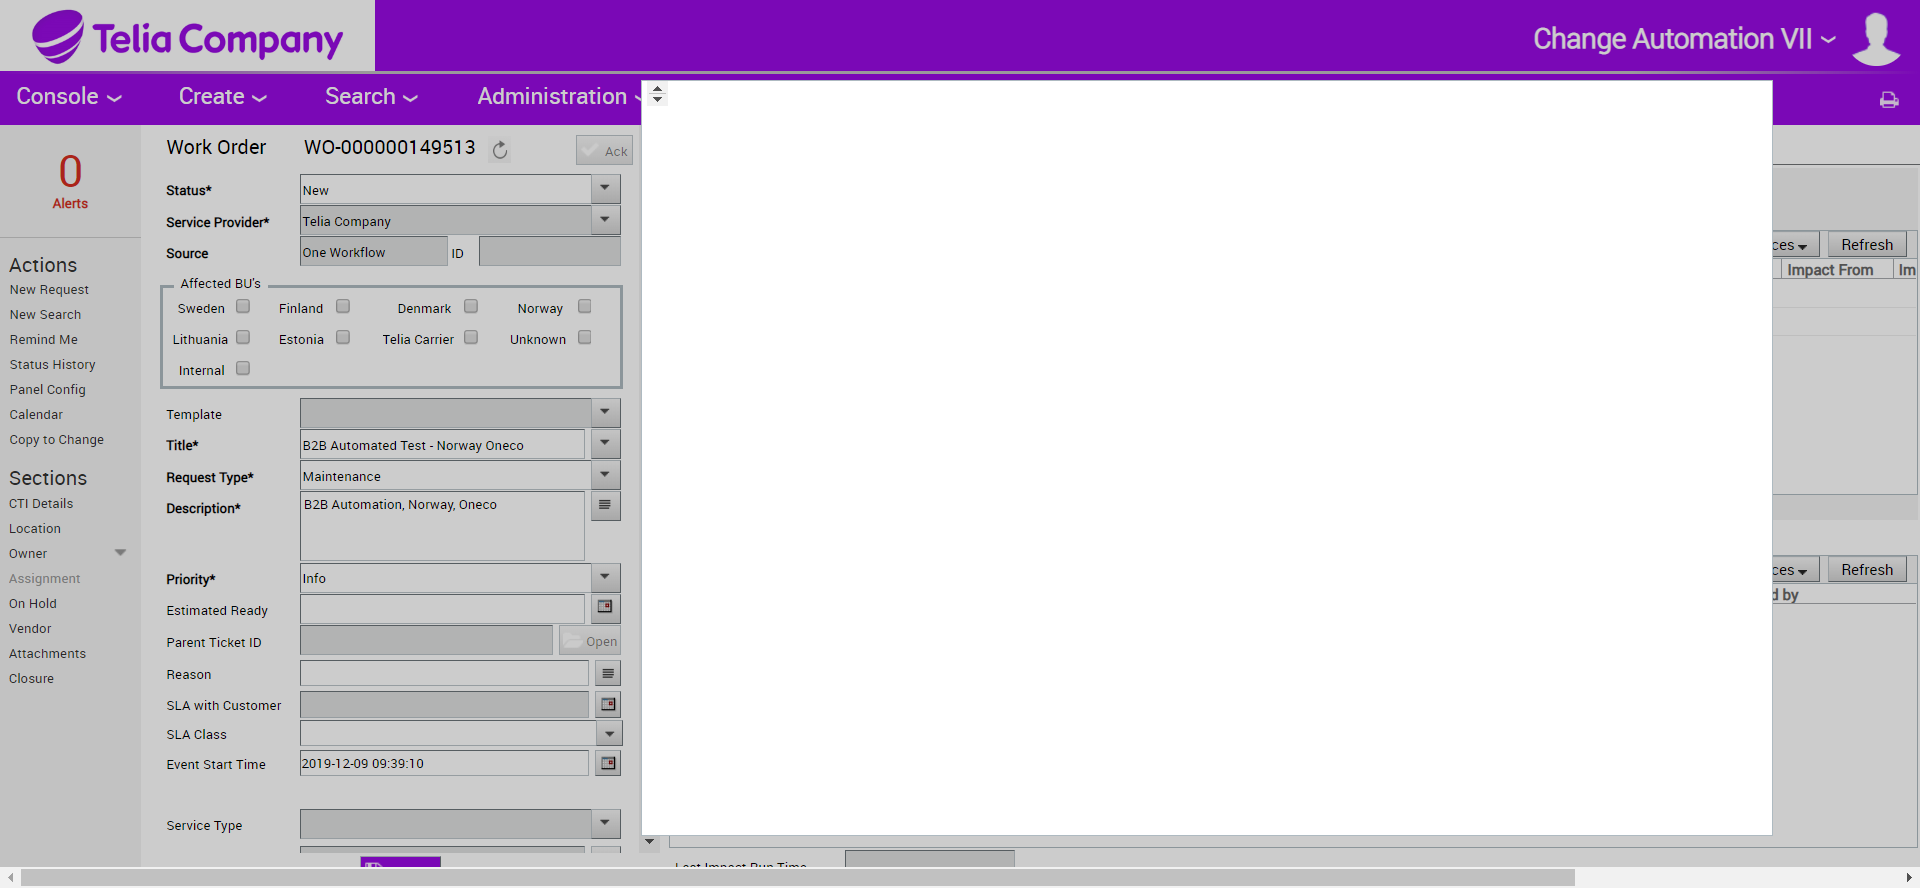 Telia Company
Change Automation VII
Console
Create
Search
Administration
0
Alerts
Actions
New Request
New Search
Remind Me
Status History
Panel Config
Calendar
Copy to Change
Sections
CTI Details
Location
Owner
Assignment
On Hold
Vendor
Attachments
Closure
Work Order WO-000000149513
Ack
Status* New
Service Provider* Telia Company
Source One Workflow ID
Affected BU's
Sweden Finland Denmark Norway
Lithuania Estonia Telia Carrier Unknown
Internal
Template
Title* B2B Automated Test - Norway Oneco
Request Type* Maintenance
Description* B2B Automation, Norway, Oneco
Priority* Info
Estimated Ready
Parent Ticket ID Open
Reason
SLA with Customer
SLA Class
Event Start Time 2019-12-09 09:39:10
Service Type
ces Refresh
Impact From Im
ces Refresh
d by
Last Impact Run Time